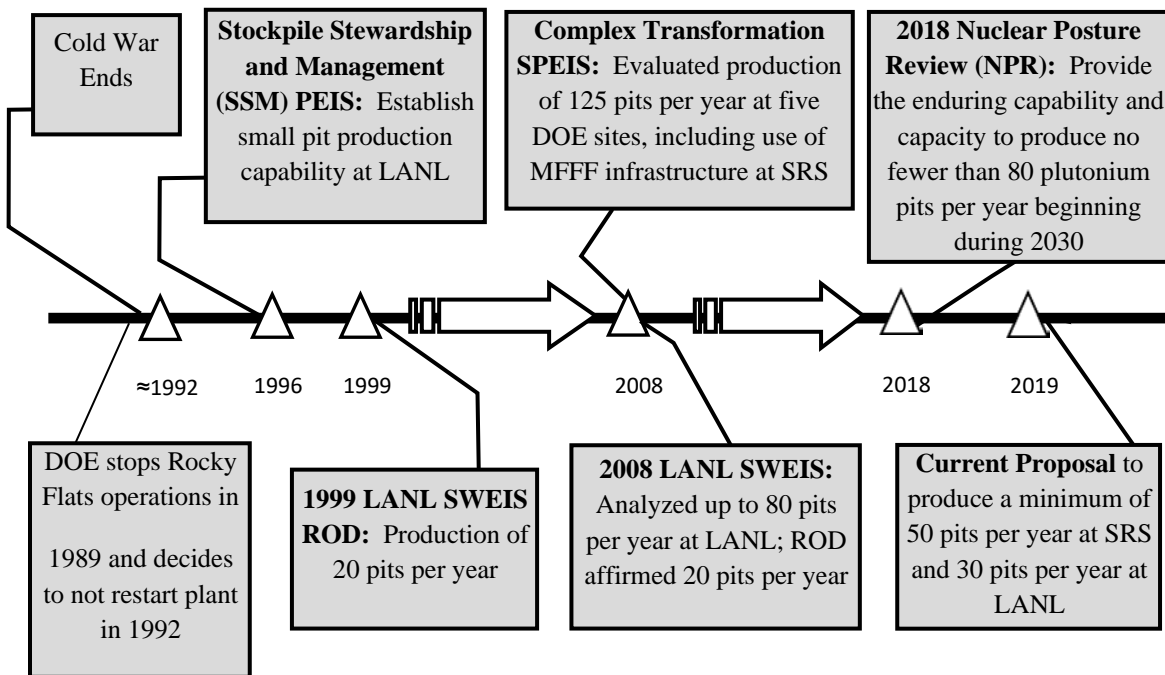 Cold War
Ends
Stockpile Stewardship
and Management
(SSM) PEIS: Establish
small pit production
capability at LANL
Complex Transformation
SPEIS: Evaluated production
of 125 pits per year at five
DOE sites, including use of
MFFF infrastructure at SRS
2018 Nuclear Posture
Review (NPR): Provide
the enduring capability and
capacity to produce no
fewer than 80 plutonium
pits per year beginning
during 2030
≈1992
1996
1999
2008
2018
2019
DOE stops Rocky
Flats operations in
1989 and decides
to not restart plant
in 1992
1999 LANL SWEIS
ROD: Production of
20 pits per year
2008 LANL SWEIS:
Analyzed up to 80 pits
per year at LANL; ROD
affirmed 20 pits per year
Current Proposal to
produce a minimum of
50 pits per year at SRS
and 30 pits per year at
LANL